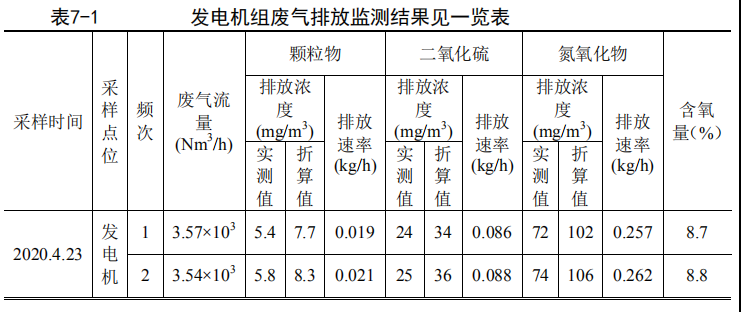 表7-1 发电机组废气排放监测结果见一览表
采样时间 采样点位 频次 废气流量(Nm³/h) 颗粒物 二氧化硫 氮氧化物 含氧量(%)
排放浓度(mg/m³) 排放速率(kg/h) 排放浓度(mg/m³) 排放速率(kg/h) 排放浓度(mg/m³) 排放速率(kg/h)
实测值 折算值 实测值 折算值 实测值 折算值
2020.4.23 发电机 1 3.57×10³ 5.4 7.7 0.019 24 34 0.086 72 102 0.257 8.7
2 3.54×10³ 5.8 8.3 0.021 25 36 0.088 74 106 0.262 8.8